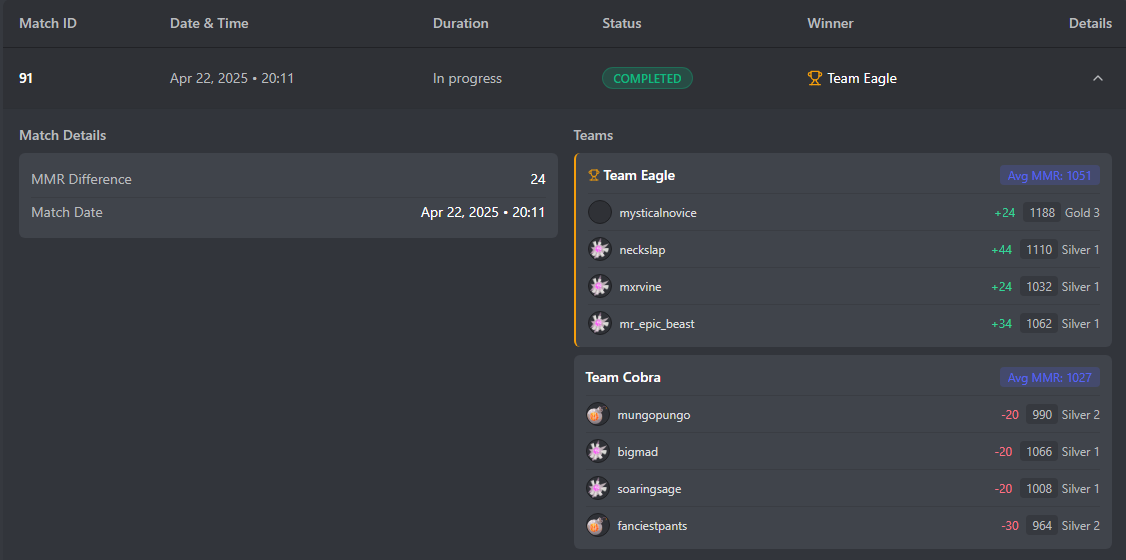 Match ID Date & Time Duration Status Winner Details
91 Apr 22, 2025 • 20:11 In progress COMPLETED Team Eagle
Match Details
MMR Difference 24
Match Date Apr 22, 2025 • 20:11
Teams
Team Eagle Avg MMR: 1051
mysticalnovice +24 1188 Gold 3
neckslap +44 1110 Silver 1
mxrvine +24 1032 Silver 1
mr_epic_beast +34 1062 Silver 1
Team Cobra Avg MMR: 1027
mungopungo -20 990 Silver 2
bigmad -20 1066 Silver 1
soaringsage -20 1008 Silver 1
fanciestpants -30 964 Silver 2